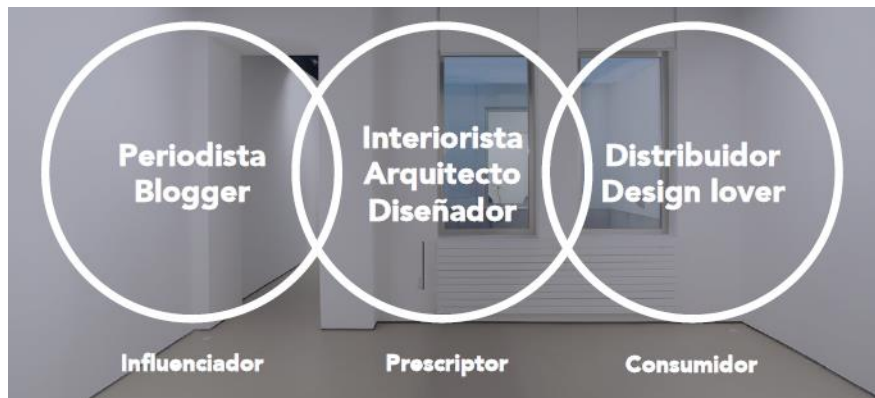 Periodista
Blogger
Interiorista
Arquitecto
Diseñador
Distribuidor
Design lover
Influenciador
Prescriptor
Consumidor